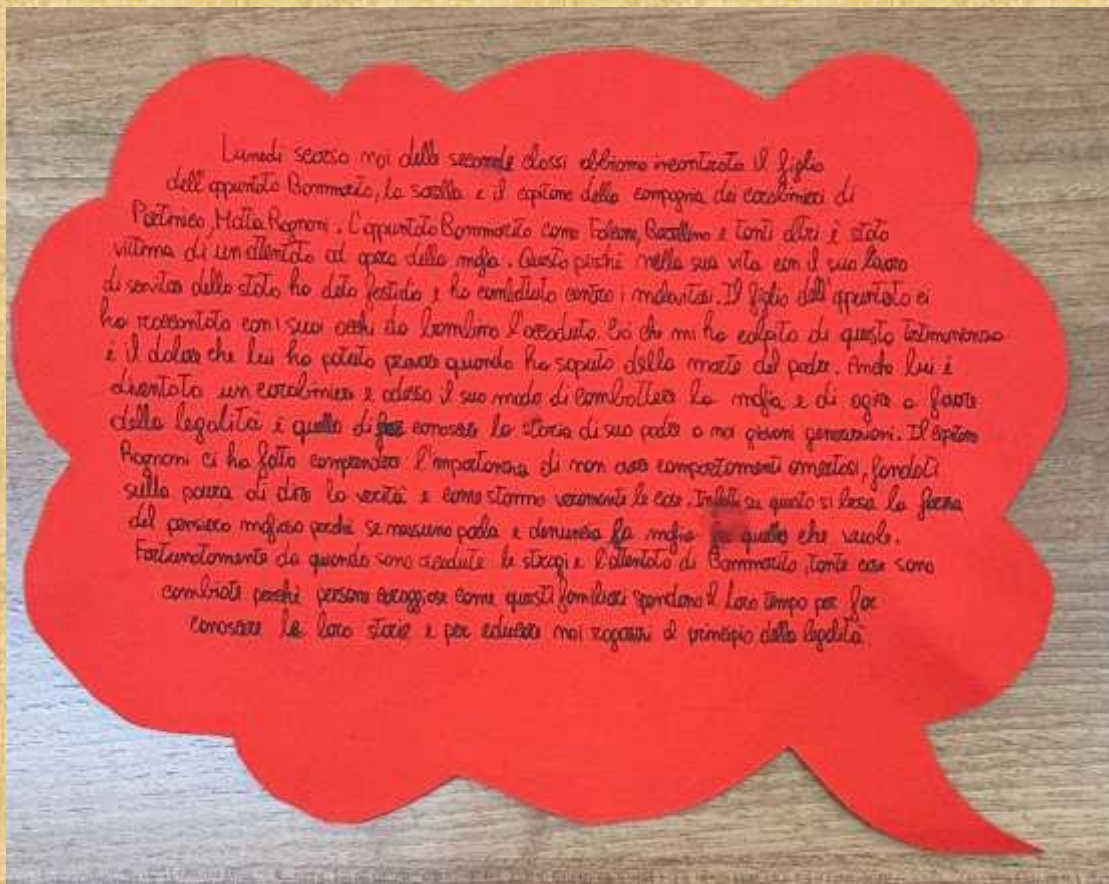 Lunedì scorso noi delle seconde classi abbiamo incontrato il figlio
dell'appuntato Bommarito, la sorella e il capitano della compagnia dei carabinieri di
Partinico, Mattia Rognoni. L'appuntato Bommarito come Falcone, Borsellino e tanti altri è stato
vittima di un attentato ad opera della mafia. Questo perché nella sua vita con il suo lavoro
di servitore dello stato ha dato fastidio e ha combattuto contro i malavitosi. Il figlio dell'appuntato ci
ha raccontato con i suoi occhi da bambino l'accaduto. Ciò che mi ha colpito di questa testimonianza
è il dolore che lui ha potuto provare quando ha saputo della morte del padre. Anche lui è
diventato un carabiniere e adesso il suo modo di combattere la mafia e di agire a favore
della legalità è quello di far conoscere la storia di suo padre a noi giovani generazioni. Il capitano
Rognoni ci ha fatto comprendere l'importanza di non avere comportamenti omertosi, fondati
sulla paura di dire la verità e come stanno veramente le cose. Infatti su questo si basa la forza
del pensiero mafioso perché se nessuno parla e denuncia la mafia quello che vuole.
Fortunatamente da quando sono accadute le stragi e l'attentato di Bommarito, tante cose sono
cambiate perché persone coraggiose come questi familiari spendono il loro tempo per far
conoscere le loro storie e per educare noi ragazzi al principio della legalità.